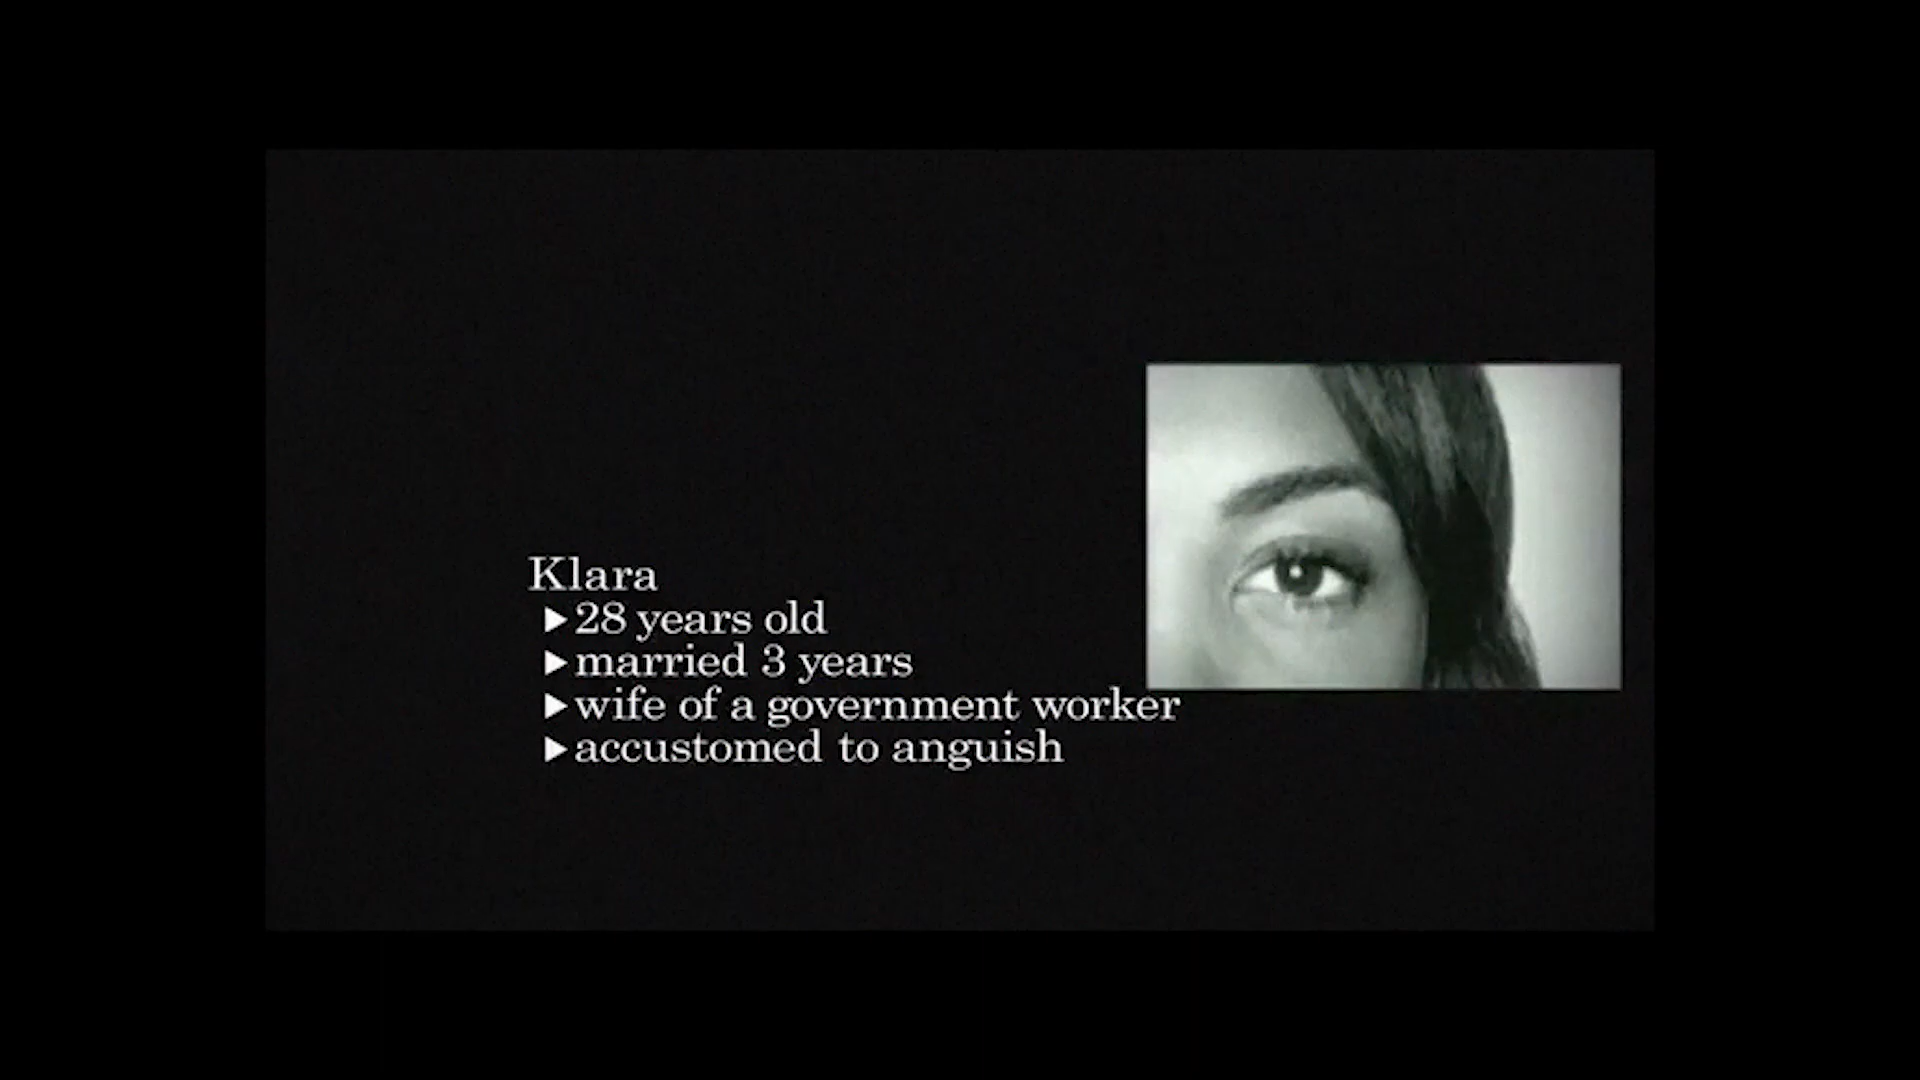 Klara
▶28 years old
▶married 3 years
▶wife of a government worker
▶accustomed to anguish